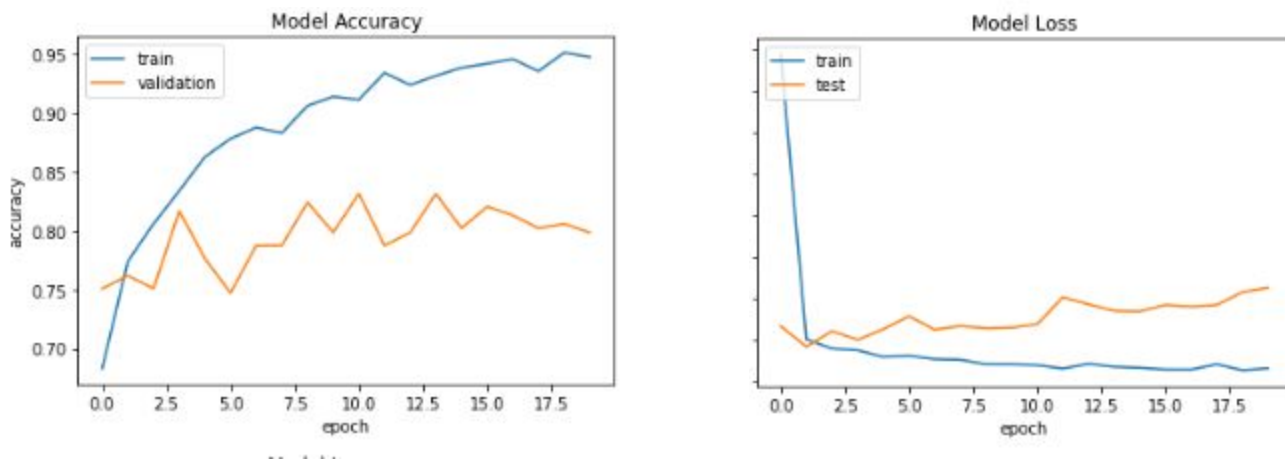 Model Accuracy
train
validation
0.95
0.90
0.85
0.80
0.75
0.70
accuracy
0.0 2.5 5.0 7.5 10.0 12.5 15.0 17.5
epoch
Model Loss
train
test
0.0 2.5 5.0 7.5 10.0 12.5 15.0 17.5
epoch